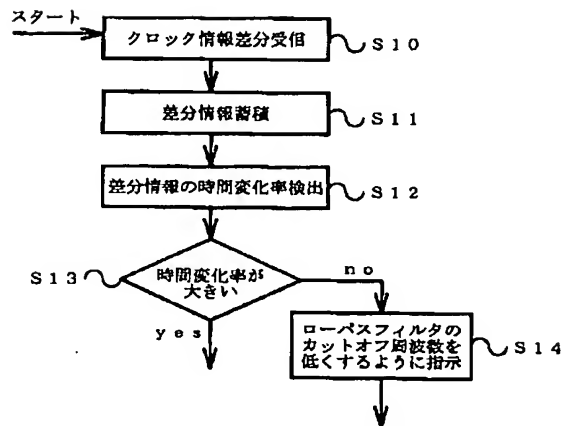 スタート
クロック情報差分受信
S10
差分情報蓄積
S11
差分情報の時間変化率検出
S12
時間変化率が
大きい
S13
no
yes
ローパスフィルタの
カットオフ周波数を
低くするように指示
S14